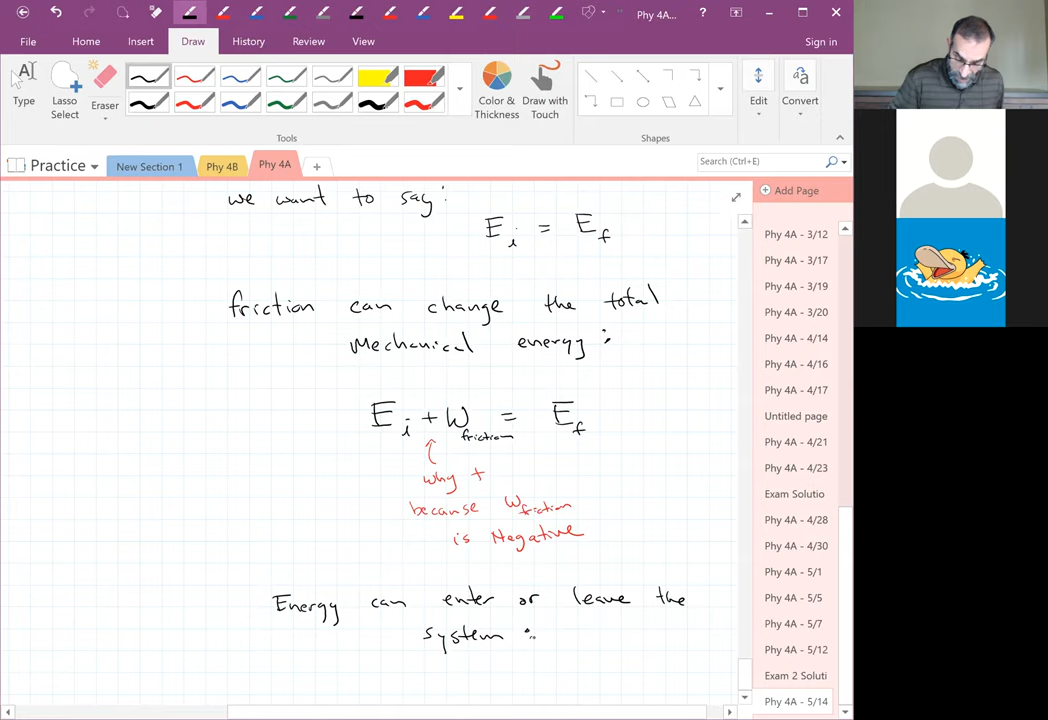 Phy 4A...
?
File
Home
Insert
Draw
History
Review
View
Sign in
Type
Lasso
Select
Eraser
Color &
Thickness
Draw with
Touch
Edit
Convert
Tools
Shapes
Practice
New Section 1
Phy 4B
Phy 4A
+
Search (Ctrl+E)
Add Page
we want to say:
E i = E f
friction can change the total
Mechanical energy:
E i + W friction = E f
why +
because W friction
is Negative
Energy can enter or leave the
system :
Phy 4A - 3/12
Phy 4A - 3/17
Phy 4A - 3/19
Phy 4A - 3/20
Phy 4A - 4/14
Phy 4A - 4/16
Phy 4A - 4/17
Untitled page
Phy 4A - 4/21
Phy 4A - 4/23
Exam Solutio
Phy 4A - 4/28
Phy 4A - 4/30
Phy 4A - 5/1
Phy 4A - 5/5
Phy 4A - 5/7
Phy 4A - 5/12
Exam 2 Soluti
Phy 4A - 5/14